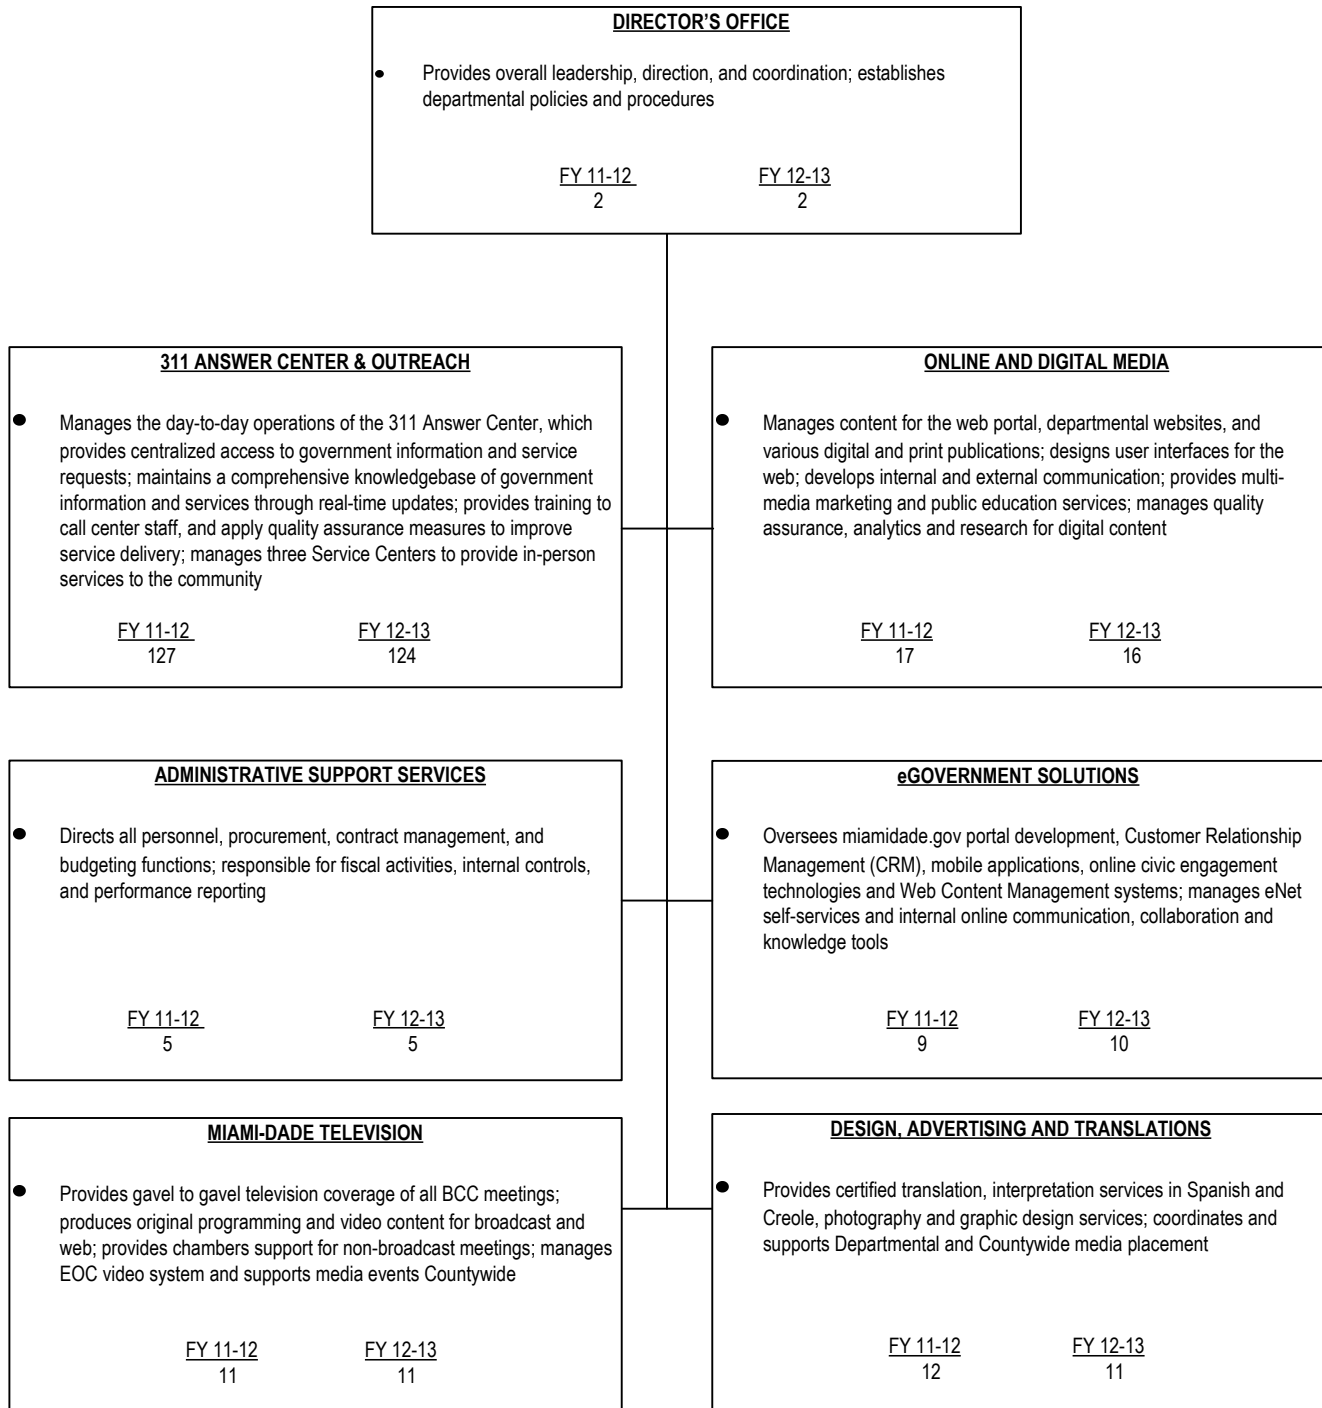 DIRECTOR'S OFFICE
• Provides overall leadership, direction, and coordination; establishes
departmental policies and procedures
FY 11-12 FY 12-13
2 2
311 ANSWER CENTER & OUTREACH
• Manages the day-to-day operations of the 311 Answer Center, which
provides centralized access to government information and service
requests; maintains a comprehensive knowledgebase of government
information and services through real-time updates; provides training to
call center staff, and apply quality assurance measures to improve
service delivery; manages three Service Centers to provide in-person
services to the community
FY 11-12 FY 12-13
127 124
ONLINE AND DIGITAL MEDIA
• Manages content for the web portal, departmental websites, and
various digital and print publications; designs user interfaces for the
web; develops internal and external communication; provides multi-
media marketing and public education services; manages quality
assurance, analytics and research for digital content
FY 11-12 FY 12-13
17 16
ADMINISTRATIVE SUPPORT SERVICES
• Directs all personnel, procurement, contract management, and
budgeting functions; responsible for fiscal activities, internal controls,
and performance reporting
FY 11-12 FY 12-13
5 5
eGOVERNMENT SOLUTIONS
• Oversees miamidade.gov portal development, Customer Relationship
Management (CRM), mobile applications, online civic engagement
technologies and Web Content Management systems; manages eNet
self-services and internal online communication, collaboration and
knowledge tools
FY 11-12 FY 12-13
9 10
MIAMI-DADE TELEVISION
• Provides gavel to gavel television coverage of all BCC meetings;
produces original programming and video content for broadcast and
web; provides chambers support for non-broadcast meetings; manages
EOC video system and supports media events Countywide
FY 11-12 FY 12-13
11 11
DESIGN, ADVERTISING AND TRANSLATIONS
• Provides certified translation, interpretation services in Spanish and
Creole, photography and graphic design services; coordinates and
supports Departmental and Countywide media placement
FY 11-12 FY 12-13
12 11